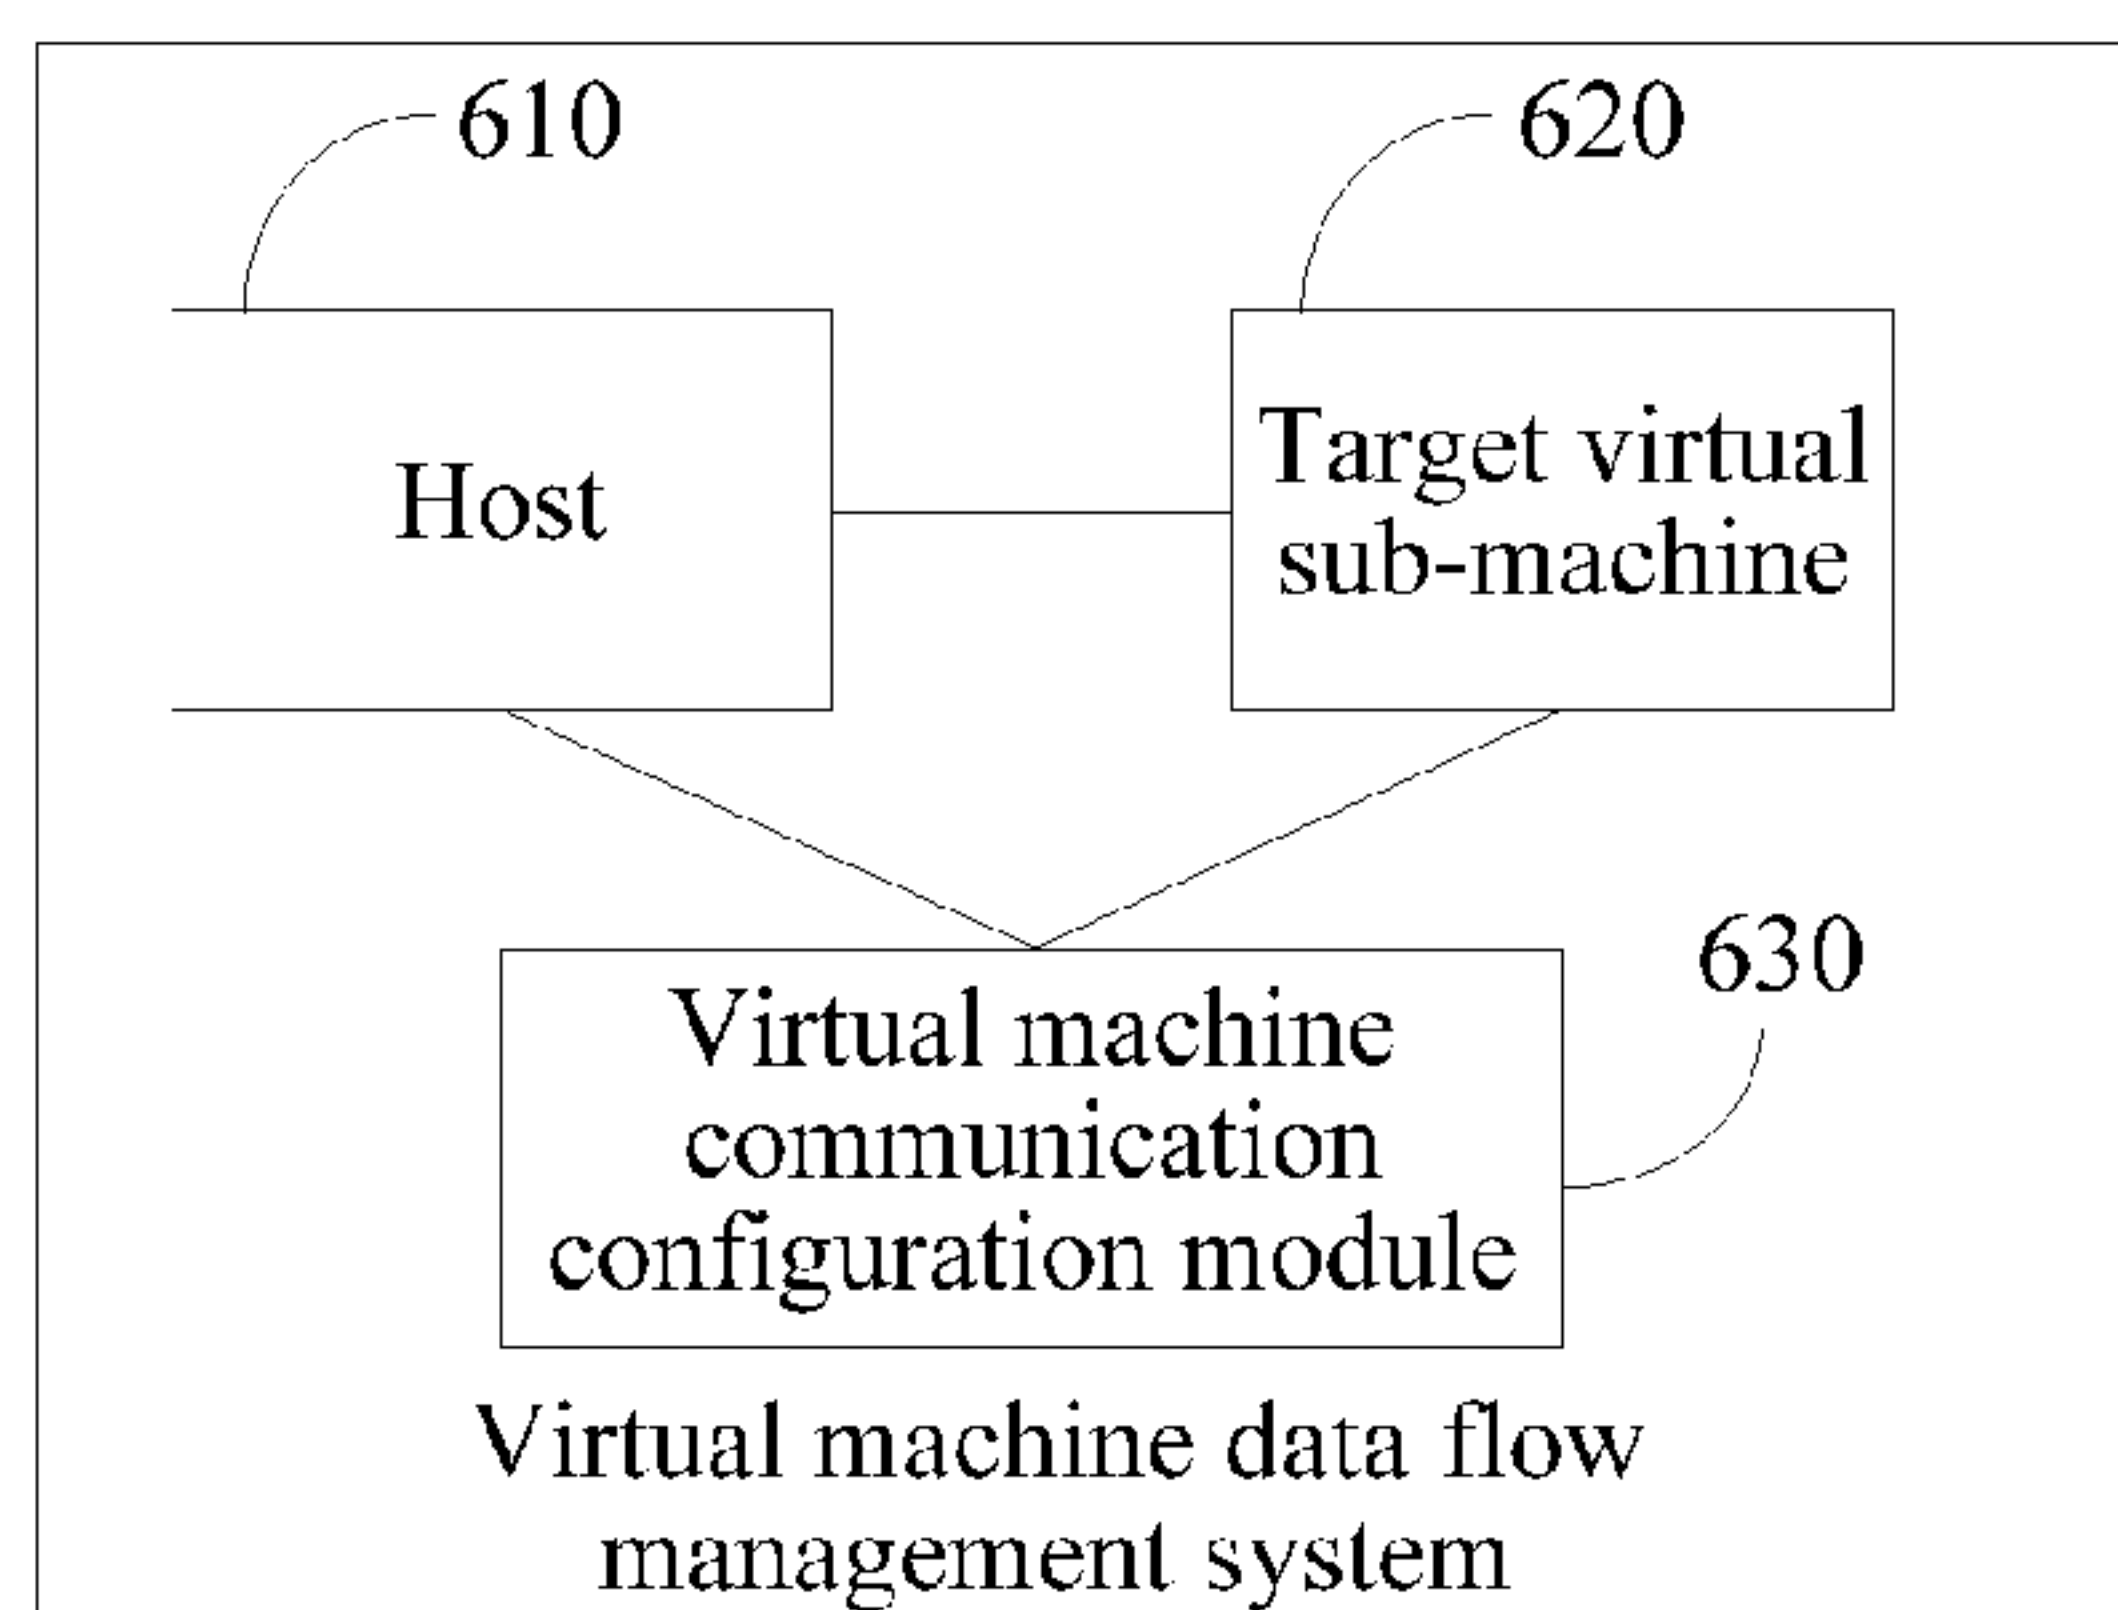 610
620
Host
Target virtual
sub-machine
630
Virtual machine
communication
configuration module
Virtual machine data flow
management system